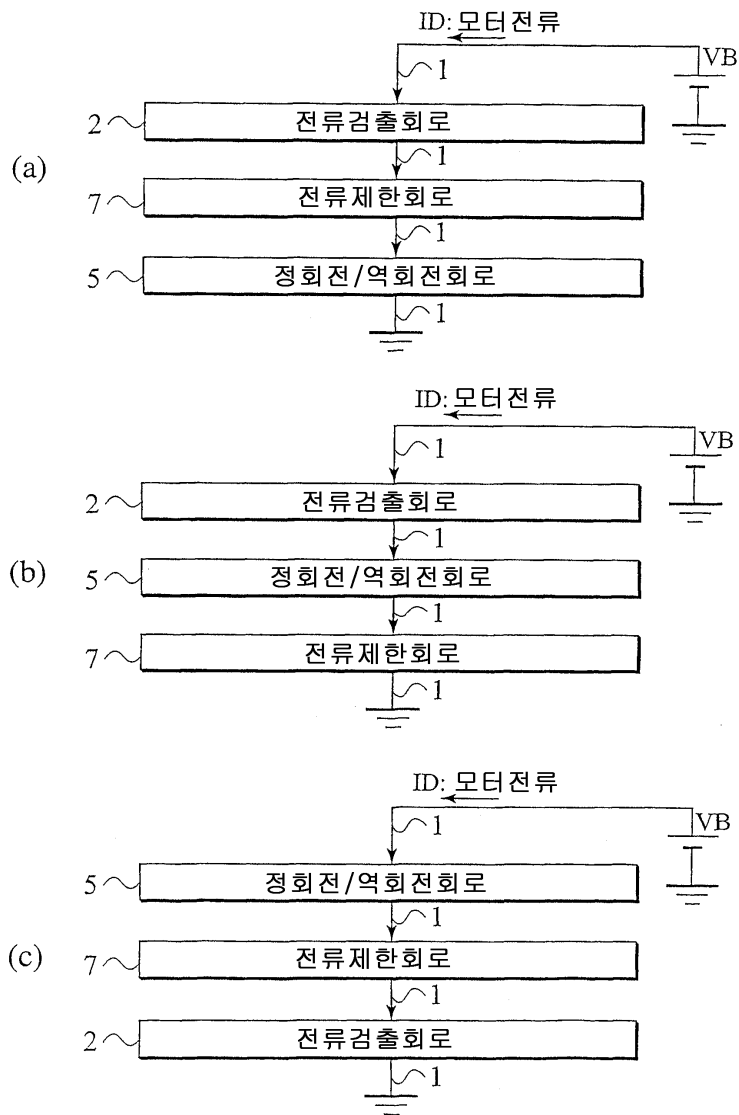 ID: 모터전류
1
VB
2 전류검출회로
1
(a)
7 전류제한회로
1
5 정회전/역회전회로
1
ID: 모터전류
1
VB
2 전류검출회로
1
(b)
5 정회전/역회전회로
1
7 전류제한회로
1
ID: 모터전류
1
VB
5 정회전/역회전회로
1
(c)
7 전류제한회로
1
2 전류검출회로
1